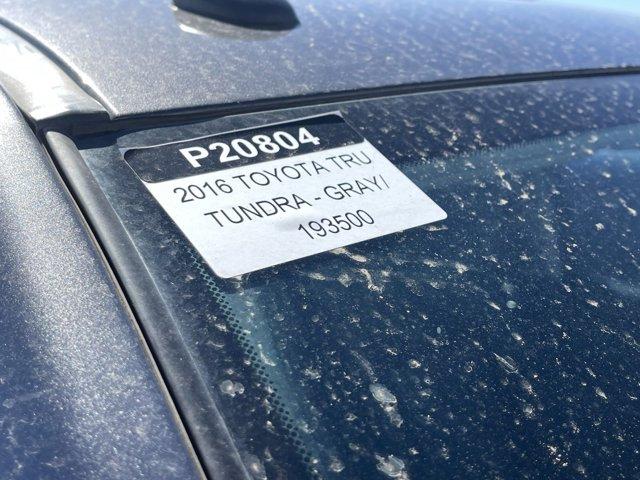 P20804
2016 TOYOTA TRU
TUNDRA - GRAY/
193500